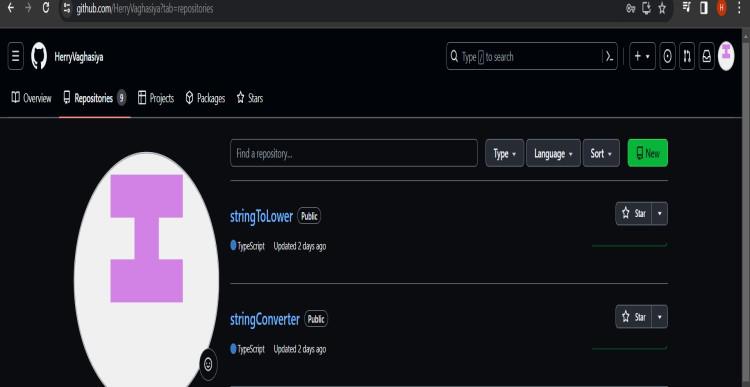 github.com/HerryVaghasiya?tab=repositories
H
HerryVaghasiya
Type / to search
Overview Repositories 9 Projects Packages Stars
Find a repository... Type Language Sort New
stringToLower Public Star
TypeScript Updated 2 days ago
stringConverter Public Star
TypeScript Updated 2 days ago